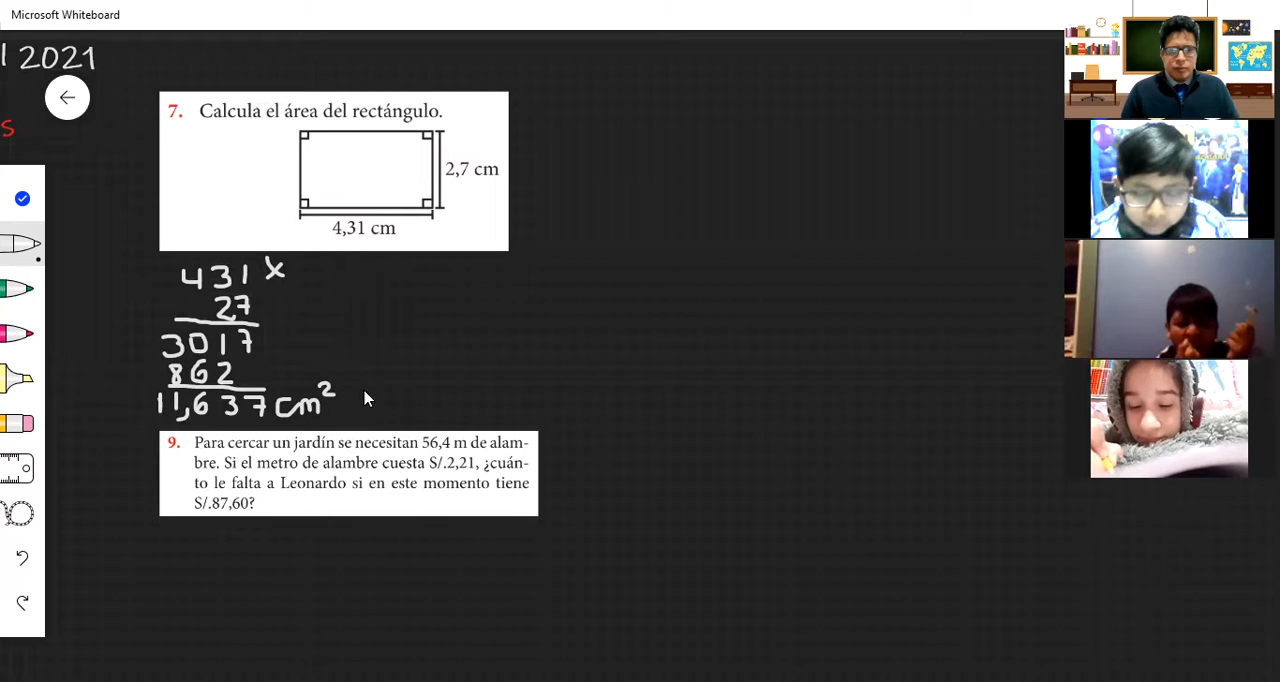 Microsoft Whiteboard
l 2021
s
7. Calcula el área del rectángulo.
2,7 cm
4,31 cm
431 x
27
3017
862
11,637 cm²
9. Para cercar un jardín se necesitan 56,4 m de alam-
bre. Si el metro de alambre cuesta S/.2,21, ¿cuán-
to le falta a Leonardo si en este momento tiene
S/.87,60?